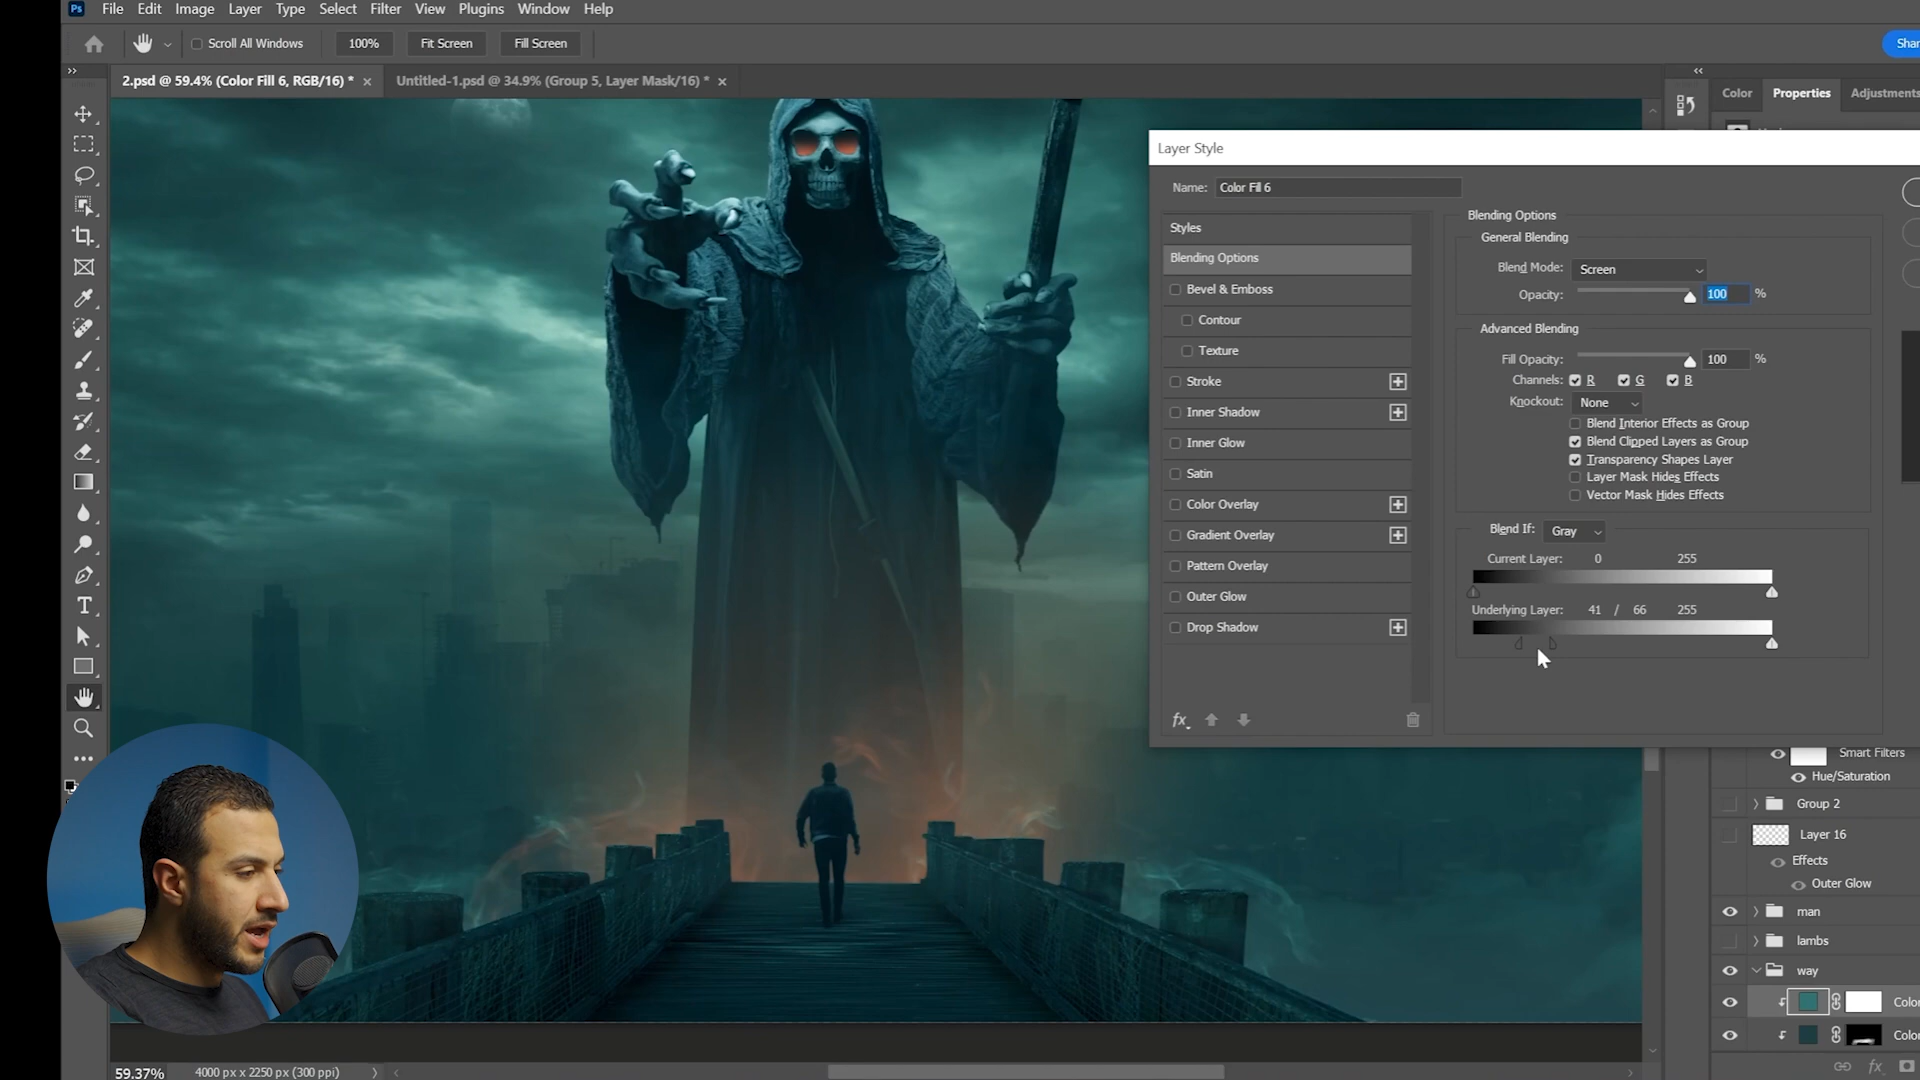 Ps File Edit Image Layer Type Select Filter View Plugins Window Help
Scroll All Windows 100% Fit Screen Fill Screen
Shar
2.psd @ 59.4% (Color Fill 6, RGB/16) * × Untitled-1.psd @ 34.9% (Group 5, Layer Mask/16) * ×
Color Properties Adjustments
Layer Style
Name: Color Fill 6
Styles
Blending Options
Bevel & Emboss
Contour
Texture
Stroke
Inner Shadow
Inner Glow
Satin
Color Overlay
Gradient Overlay
Pattern Overlay
Outer Glow
Drop Shadow
fx
Blending Options
General Blending
Blend Mode: Screen
Opacity: 100 %
Advanced Blending
Fill Opacity: 100 %
Channels: R G B
Knockout: None
Blend Interior Effects as Group
Blend Clipped Layers as Group
Transparency Shapes Layer
Layer Mask Hides Effects
Vector Mask Hides Effects
Blend If: Gray
Current Layer: 0 255
Underlying Layer: 41 / 66 255
Smart Filters
Hue/Saturation
Group 2
Layer 16
Effects
Outer Glow
man
lambs
way
Color
Color
fx
59.37% 4000 px x 2250 px (300 ppi)